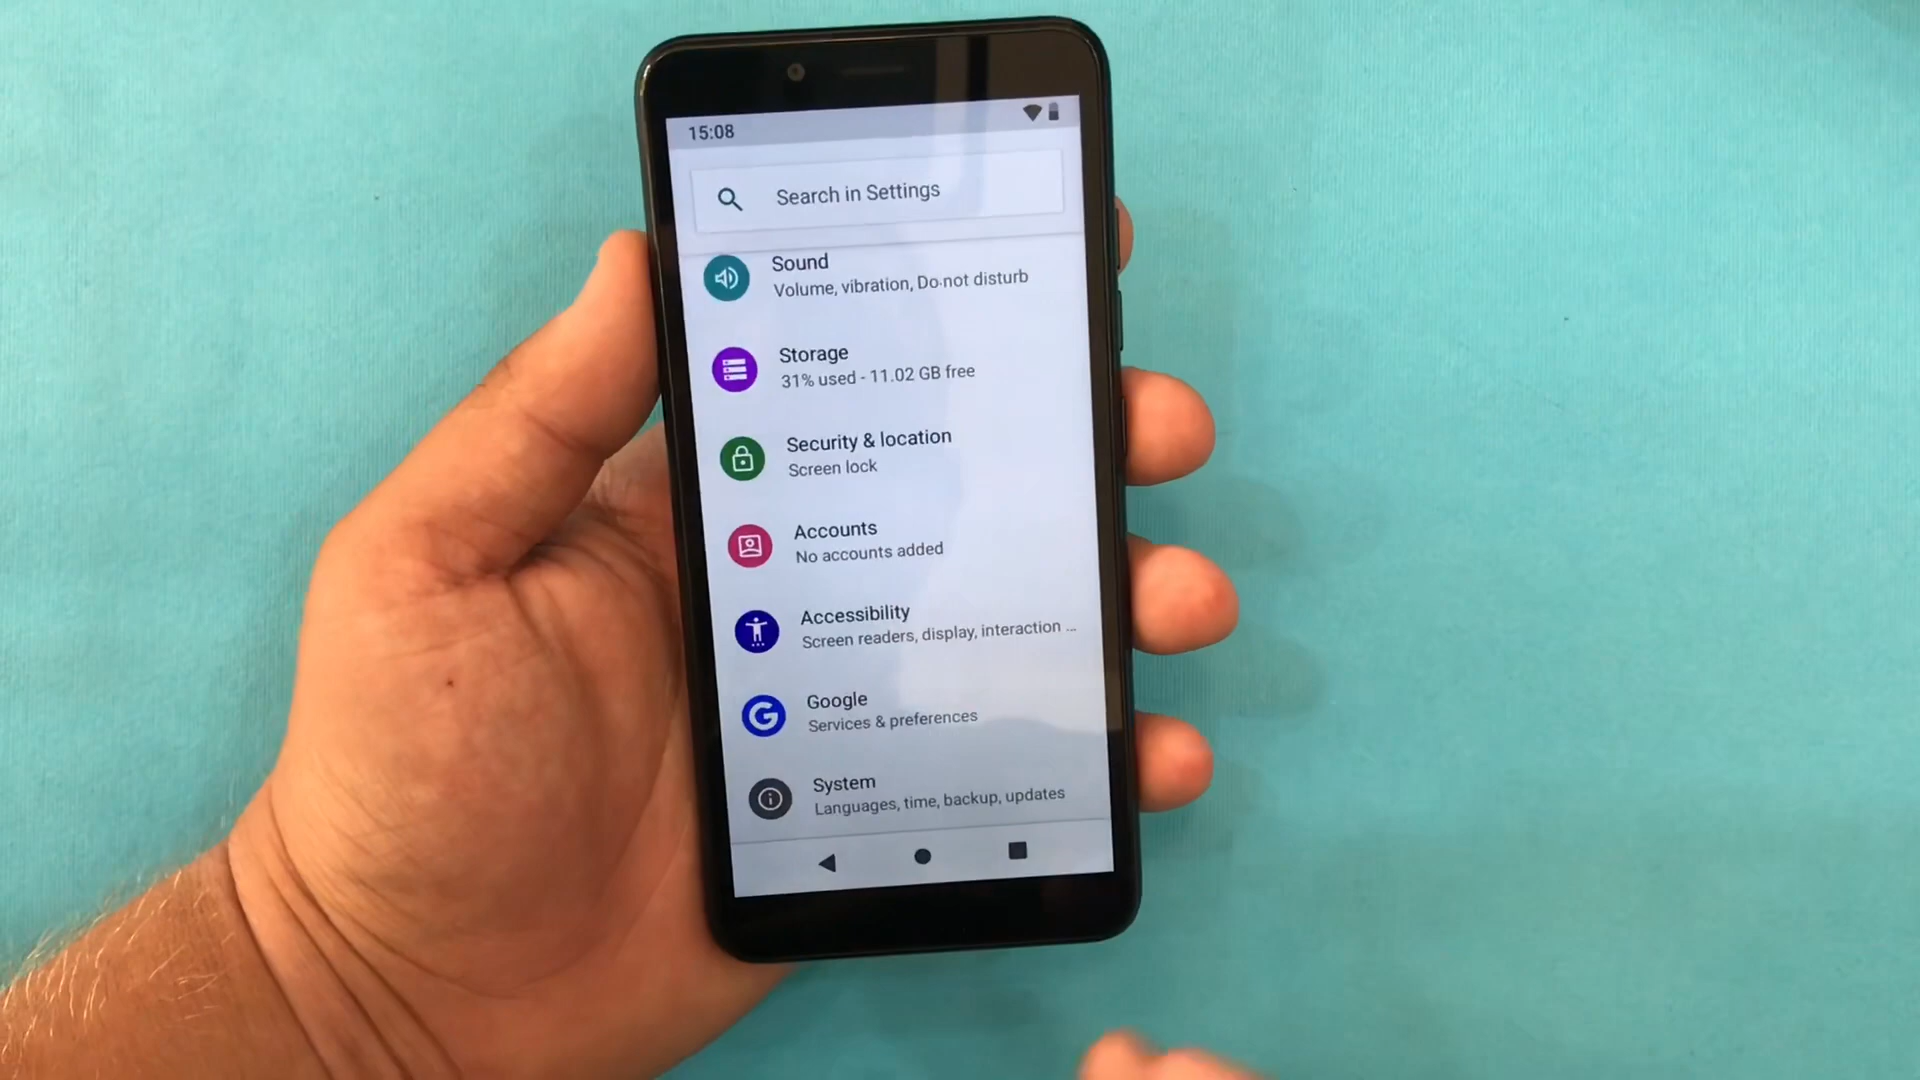 15:08
Search in Settings
Sound
Volume, vibration, Do not disturb
Storage
31% used - 11.02 GB free
Security & location
Screen lock
Accounts
No accounts added
Accessibility
Screen readers, display, interaction ...
Google
Services & preferences
System
Languages, time, backup, updates